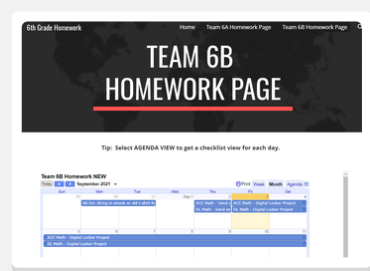 6th Grade Homework
Home Team 6A Homework Page Team 6B Homework Page
TEAM 6B
HOMEWORK PAGE
Tip: Select AGENDA VIEW to get a checklist view for each day.
Team 6B Homework NEW
Today September 2021 Print Week Month Agenda
Sun Mon Tue Wed Thu Fri Sat
ACC Math - Digital Locker Project
GL Math - Digital Locker Project
ACC Math - Digital Locker Project
GL Math - Digital Locker Project